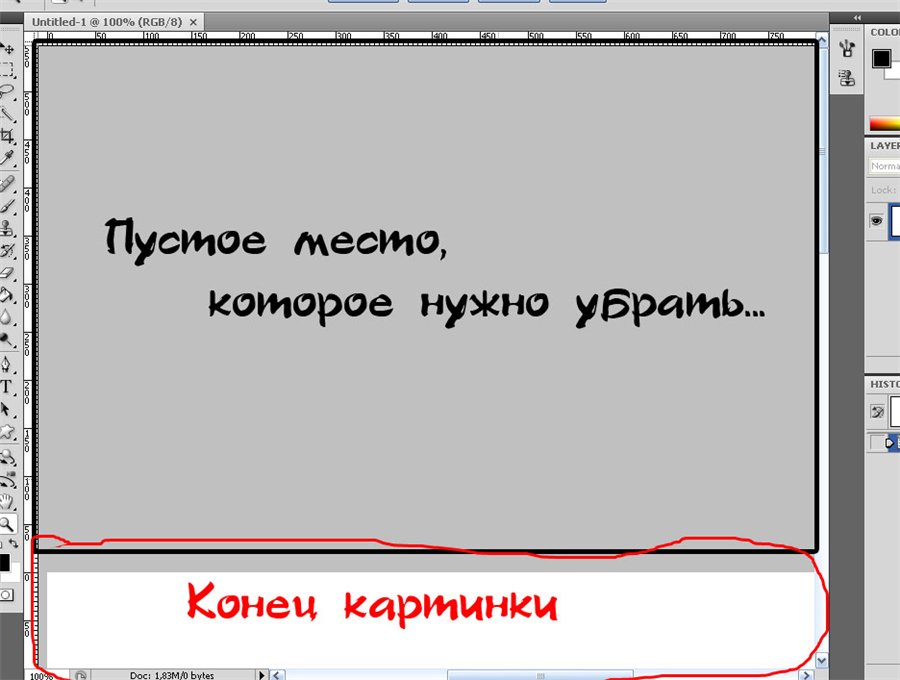 Untitled-1 @ 100% (RGB/8) ×
0 50 100 150 200 250 300 350 400 450 500 550 600 650 700 750
COLO
LAYER
Norma
Lock:
Пустое место,
которое нужно убрать...
HISTO
Конец картинки
100% Doc: 1,83M/0 bytes